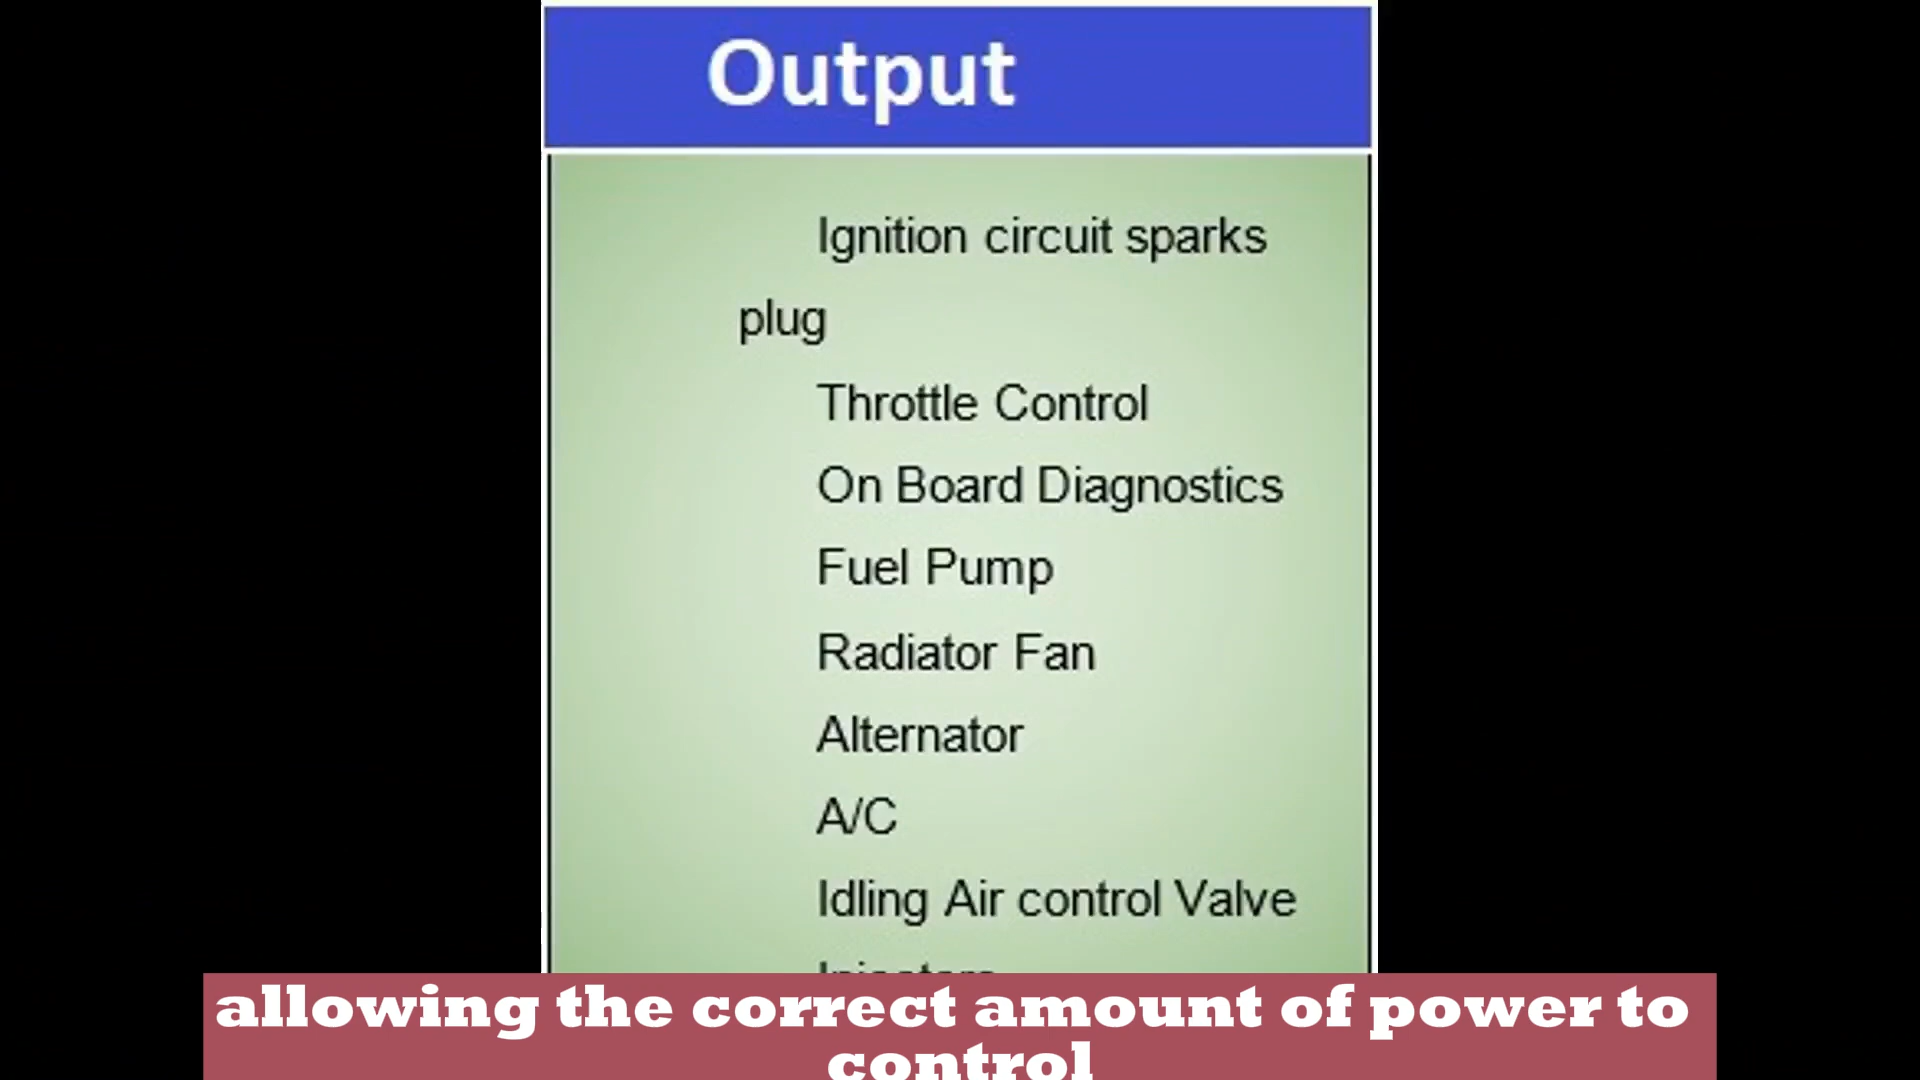 Output
Ignition circuit sparks
plug
Throttle Control
On Board Diagnostics
Fuel Pump
Radiator Fan
Alternator
A/C
Idling Air control Valve
Injectors
allowing the correct amount of power to
control